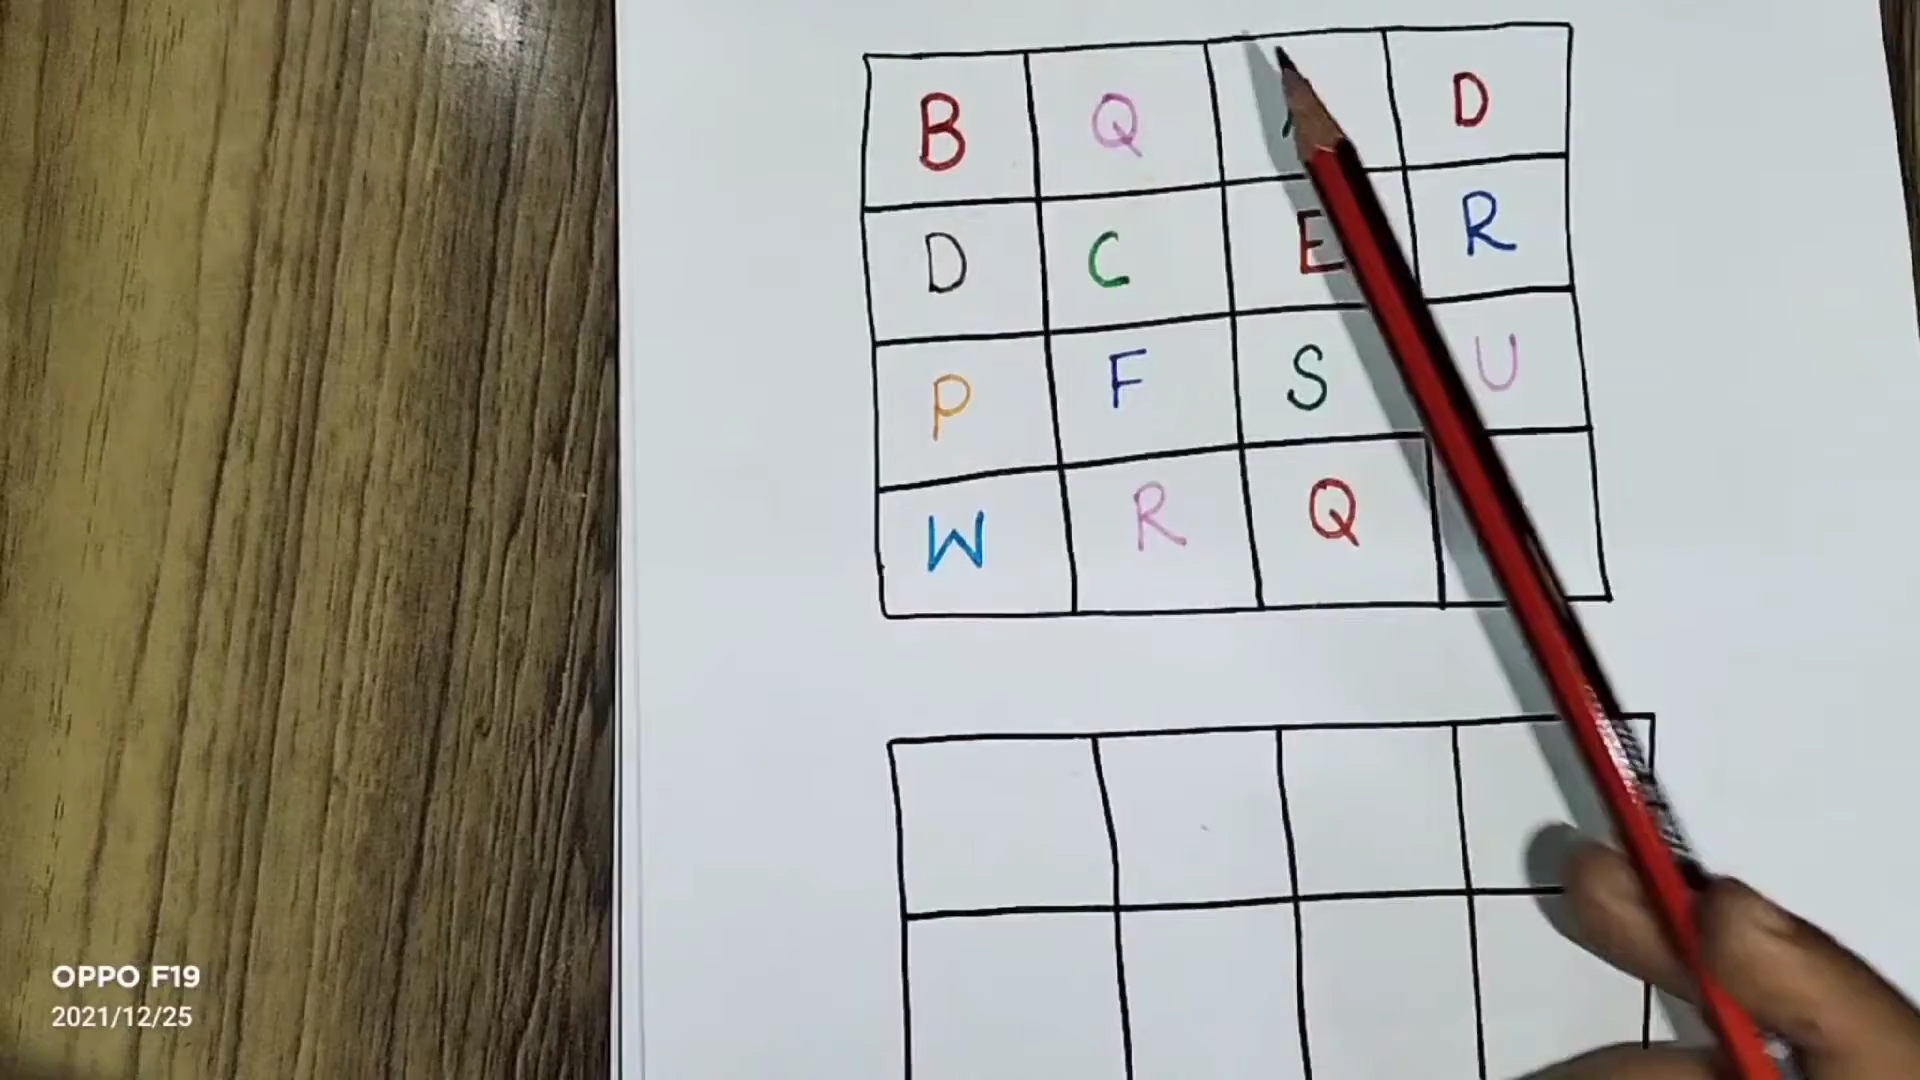 B Q D
D C E R
P F S U
W R Q
OPPO F19
2021/12/25